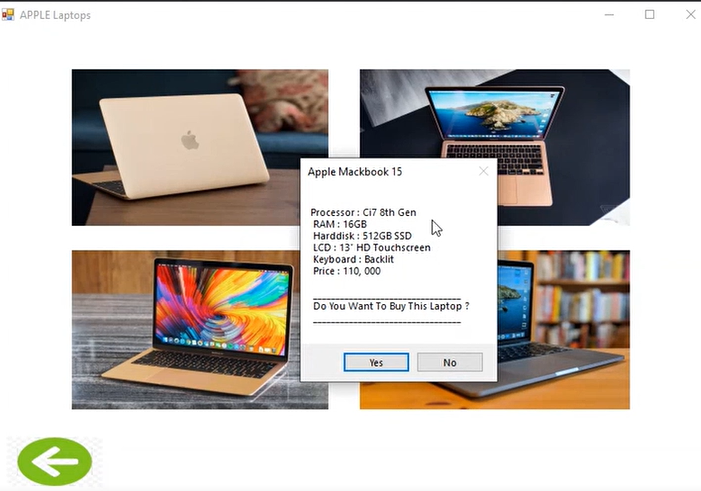 APPLE Laptops
Apple Mackbook 15
Processor : Ci7 8th Gen
RAM : 16GB
Harddisk : 512GB SSD
LCD : 13" HD Touchscreen
Keyboard : Backlit
Price : 110, 000
________________________________
Do You Want To Buy This Laptop ?
________________________________
Yes
No